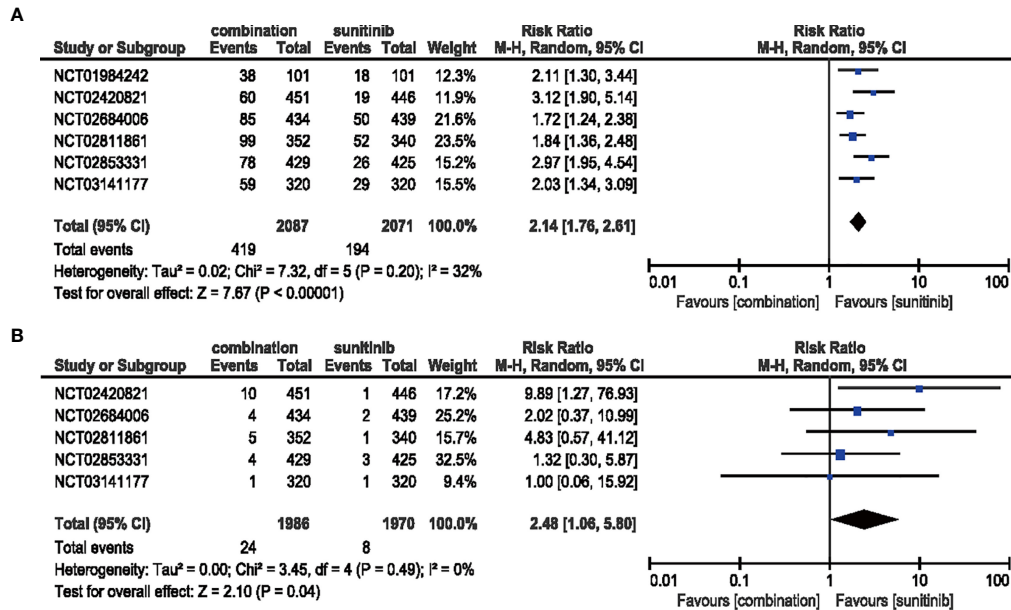 A
combination sunitinib Risk Ratio Risk Ratio
Study or Subgroup Events Total Events Total Weight M-H, Random, 95% CI M-H, Random, 95% CI
NCT01984242 38 101 18 101 12.3% 2.11 [1.30, 3.44]
NCT02420821 60 451 19 446 11.9% 3.12 [1.90, 5.14]
NCT02684006 85 434 50 439 21.6% 1.72 [1.24, 2.38]
NCT02811861 99 352 52 340 23.5% 1.84 [1.36, 2.48]
NCT02853331 78 429 26 425 15.2% 2.97 [1.95, 4.54]
NCT03141177 59 320 29 320 15.5% 2.03 [1.34, 3.09]
Total (95% CI) 2087 2071 100.0% 2.14 [1.76, 2.61]
Total events 419 194
Heterogeneity: Tau² = 0.02; Chi² = 7.32, df = 5 (P = 0.20); I² = 32%
Test for overall effect: Z = 7.67 (P < 0.00001)
0.01 0.1 1 10 100
Favours [combination] Favours [sunitinib]
B
combination sunitinib Risk Ratio Risk Ratio
Study or Subgroup Events Total Events Total Weight M-H, Random, 95% CI M-H, Random, 95% CI
NCT02420821 10 451 1 446 17.2% 9.89 [1.27, 76.93]
NCT02684006 4 434 2 439 25.2% 2.02 [0.37, 10.99]
NCT02811861 5 352 1 340 15.7% 4.83 [0.57, 41.12]
NCT02853331 4 429 3 425 32.5% 1.32 [0.30, 5.87]
NCT03141177 1 320 1 320 9.4% 1.00 [0.06, 15.92]
Total (95% CI) 1986 1970 100.0% 2.48 [1.06, 5.80]
Total events 24 8
Heterogeneity: Tau² = 0.00; Chi² = 3.45, df = 4 (P = 0.49); I² = 0%
Test for overall effect: Z = 2.10 (P = 0.04)
0.01 0.1 1 10 100
Favours [combination] Favours [sunitinib]